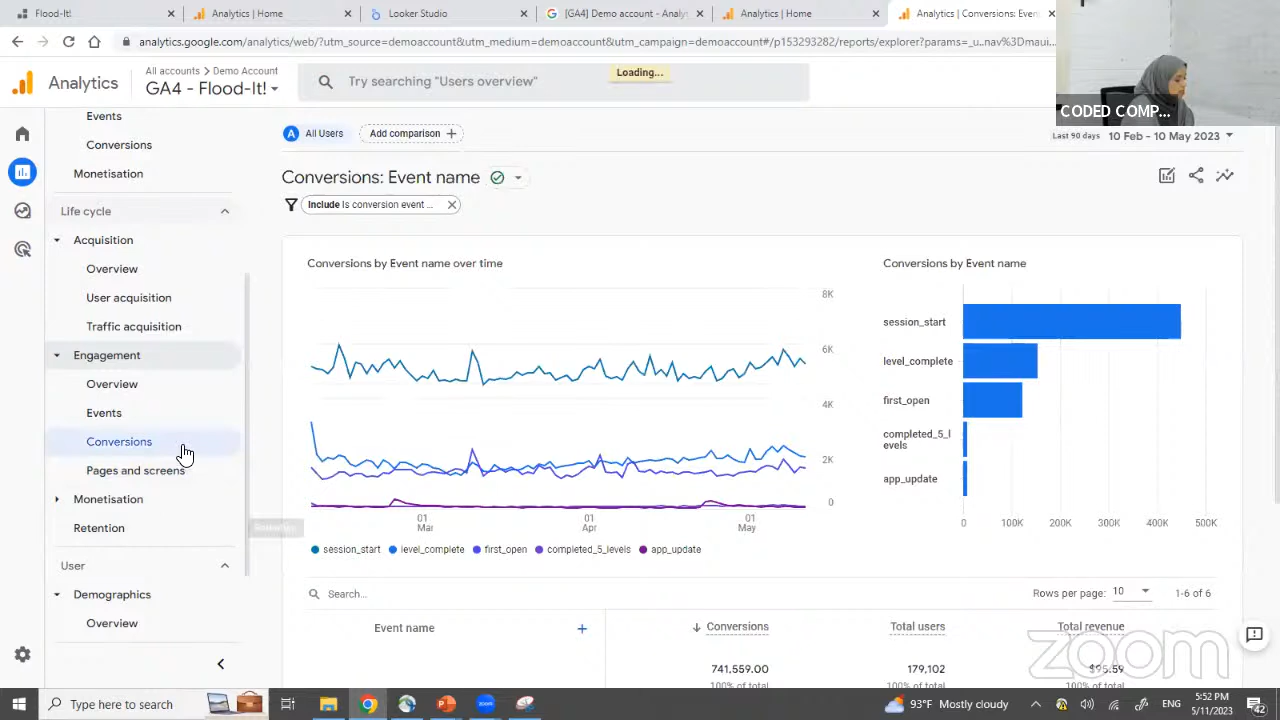 Flood-It!
Analytics | Home
Looker Studio
[GA4] Demo account - Analyt
Analytics | Home
Analytics | Conversions: Even
analytics.google.com/analytics/web/?utm_source=demoaccount&utm_medium=demoaccount&utm_campaign=demoaccount#/p153293282/reports/explorer?params=_u..nav%3Dmaui...
Analytics
All accounts > Demo Account
GA4 - Flood-It!
Try searching "Users overview"
Loading...
CODED COMP...
Events
Conversions
Monetisation
Life cycle
Acquisition
Overview
User acquisition
Traffic acquisition
Engagement
Overview
Events
Conversions
Pages and screens
Monetisation
Retention
User
Demographics
Overview
A All Users
Add comparison +
Last 90 days 10 Feb - 10 May 2023
Conversions: Event name
Include Is conversion event ...
Conversions by Event name over time
8K
6K
4K
2K
0
01 Mar
01 Apr
01 May
session_start level_complete first_open completed_5_levels app_update
Conversions by Event name
session_start
level_complete
first_open
completed_5_l
evels
app_update
0 100K 200K 300K 400K 500K
Search...
Rows per page: 10 1-6 of 6
Event name +
Conversions Total users Total revenue
741,559.00 179,102
100% of total 100% of total 100% of total
zoom
Type here to search
93°F Mostly cloudy
ENG
5:52 PM
5/11/2023
42